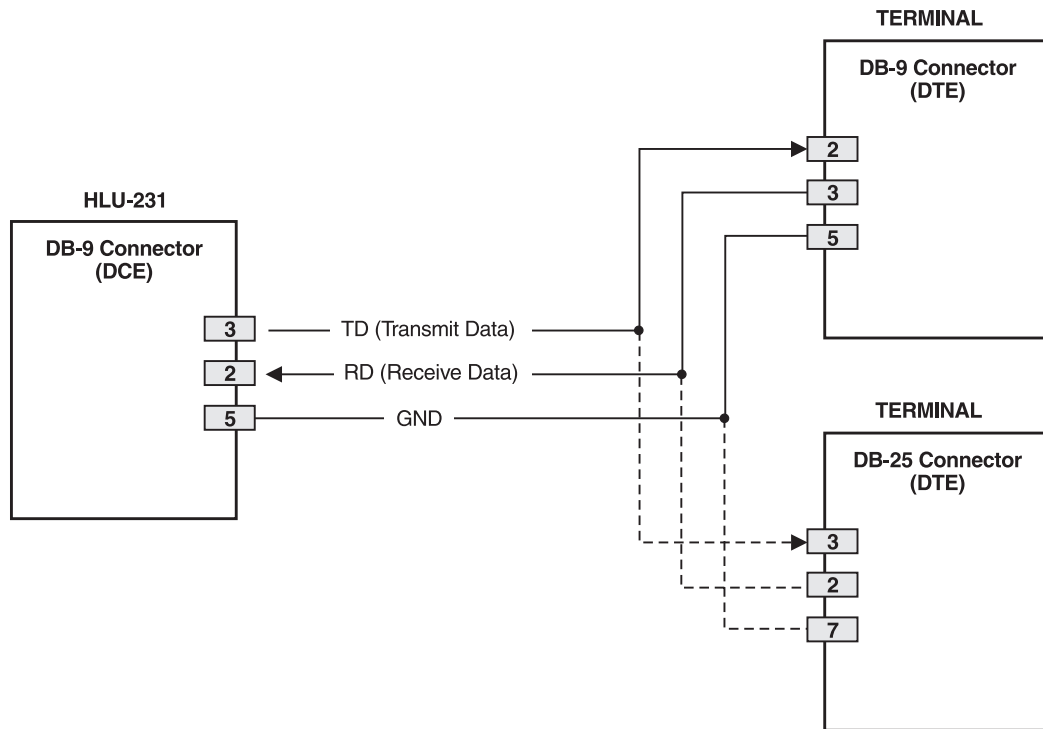 TERMINAL
DB-9 Connector
(DTE)
2
3
5
HLU-231
DB-9 Connector
(DCE)
3
TD (Transmit Data)
2
RD (Receive Data)
5
GND
TERMINAL
DB-25 Connector
(DTE)
3
2
7